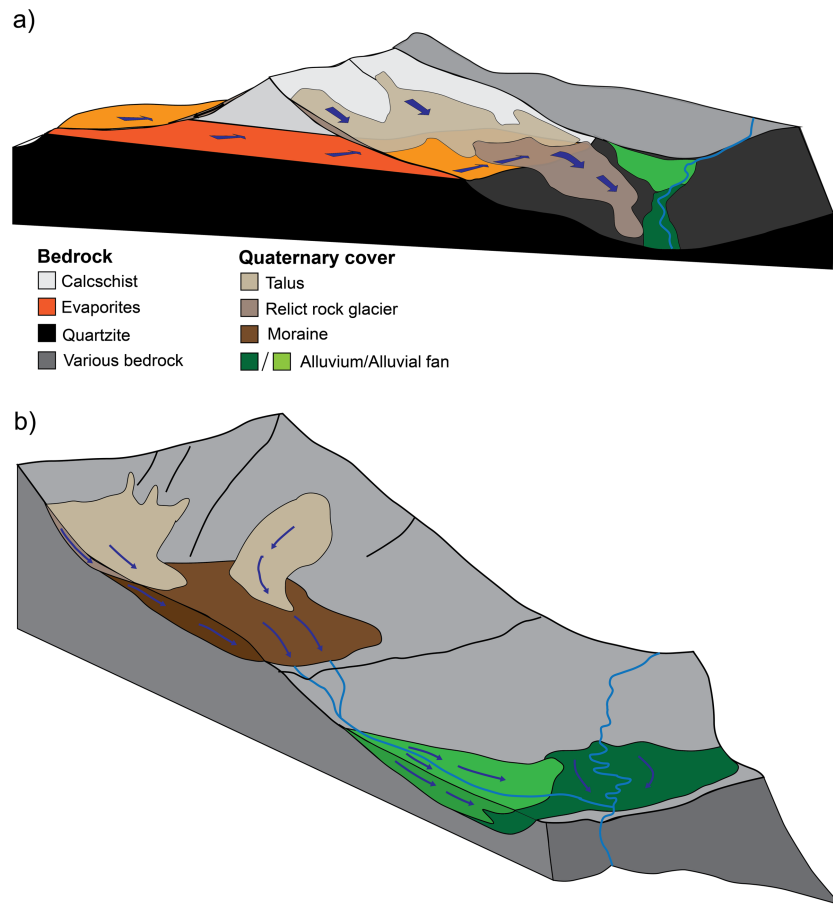 a)
Bedrock
Calcschist
Evaporites
Quartzite
Various bedrock
Quaternary cover
Talus
Relict rock glacier
Moraine
/ Alluvium/Alluvial fan
b)